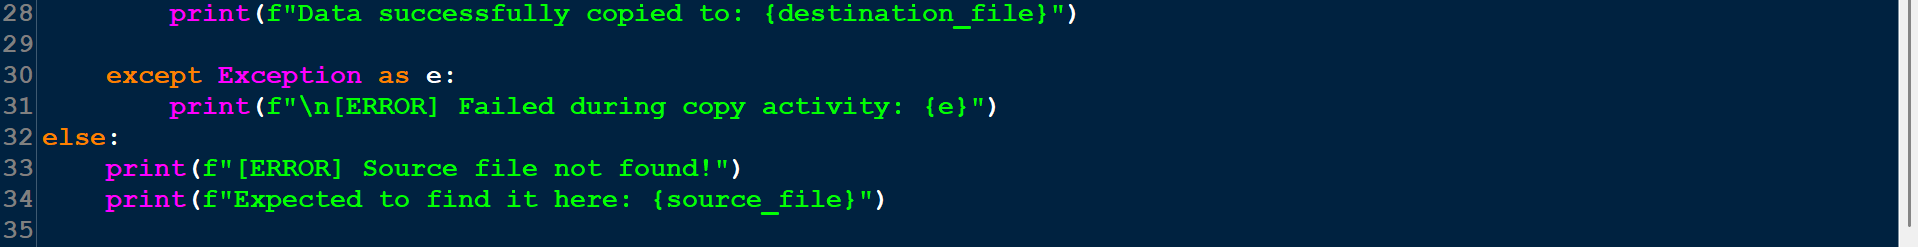 28         print(f"Data successfully copied to: {destination_file}")
29
30     except Exception as e:
31         print(f"\n[ERROR] Failed during copy activity: {e}")
32 else:
33     print(f"[ERROR] Source file not found!")
34     print(f"Expected to find it here: {source_file}")
35